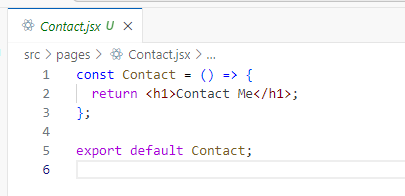 Contact.jsx U ×
src > pages > Contact.jsx > ...
1 const Contact = () => {
2 return <h1>Contact Me</h1>;
3 };
4
5 export default Contact;
6